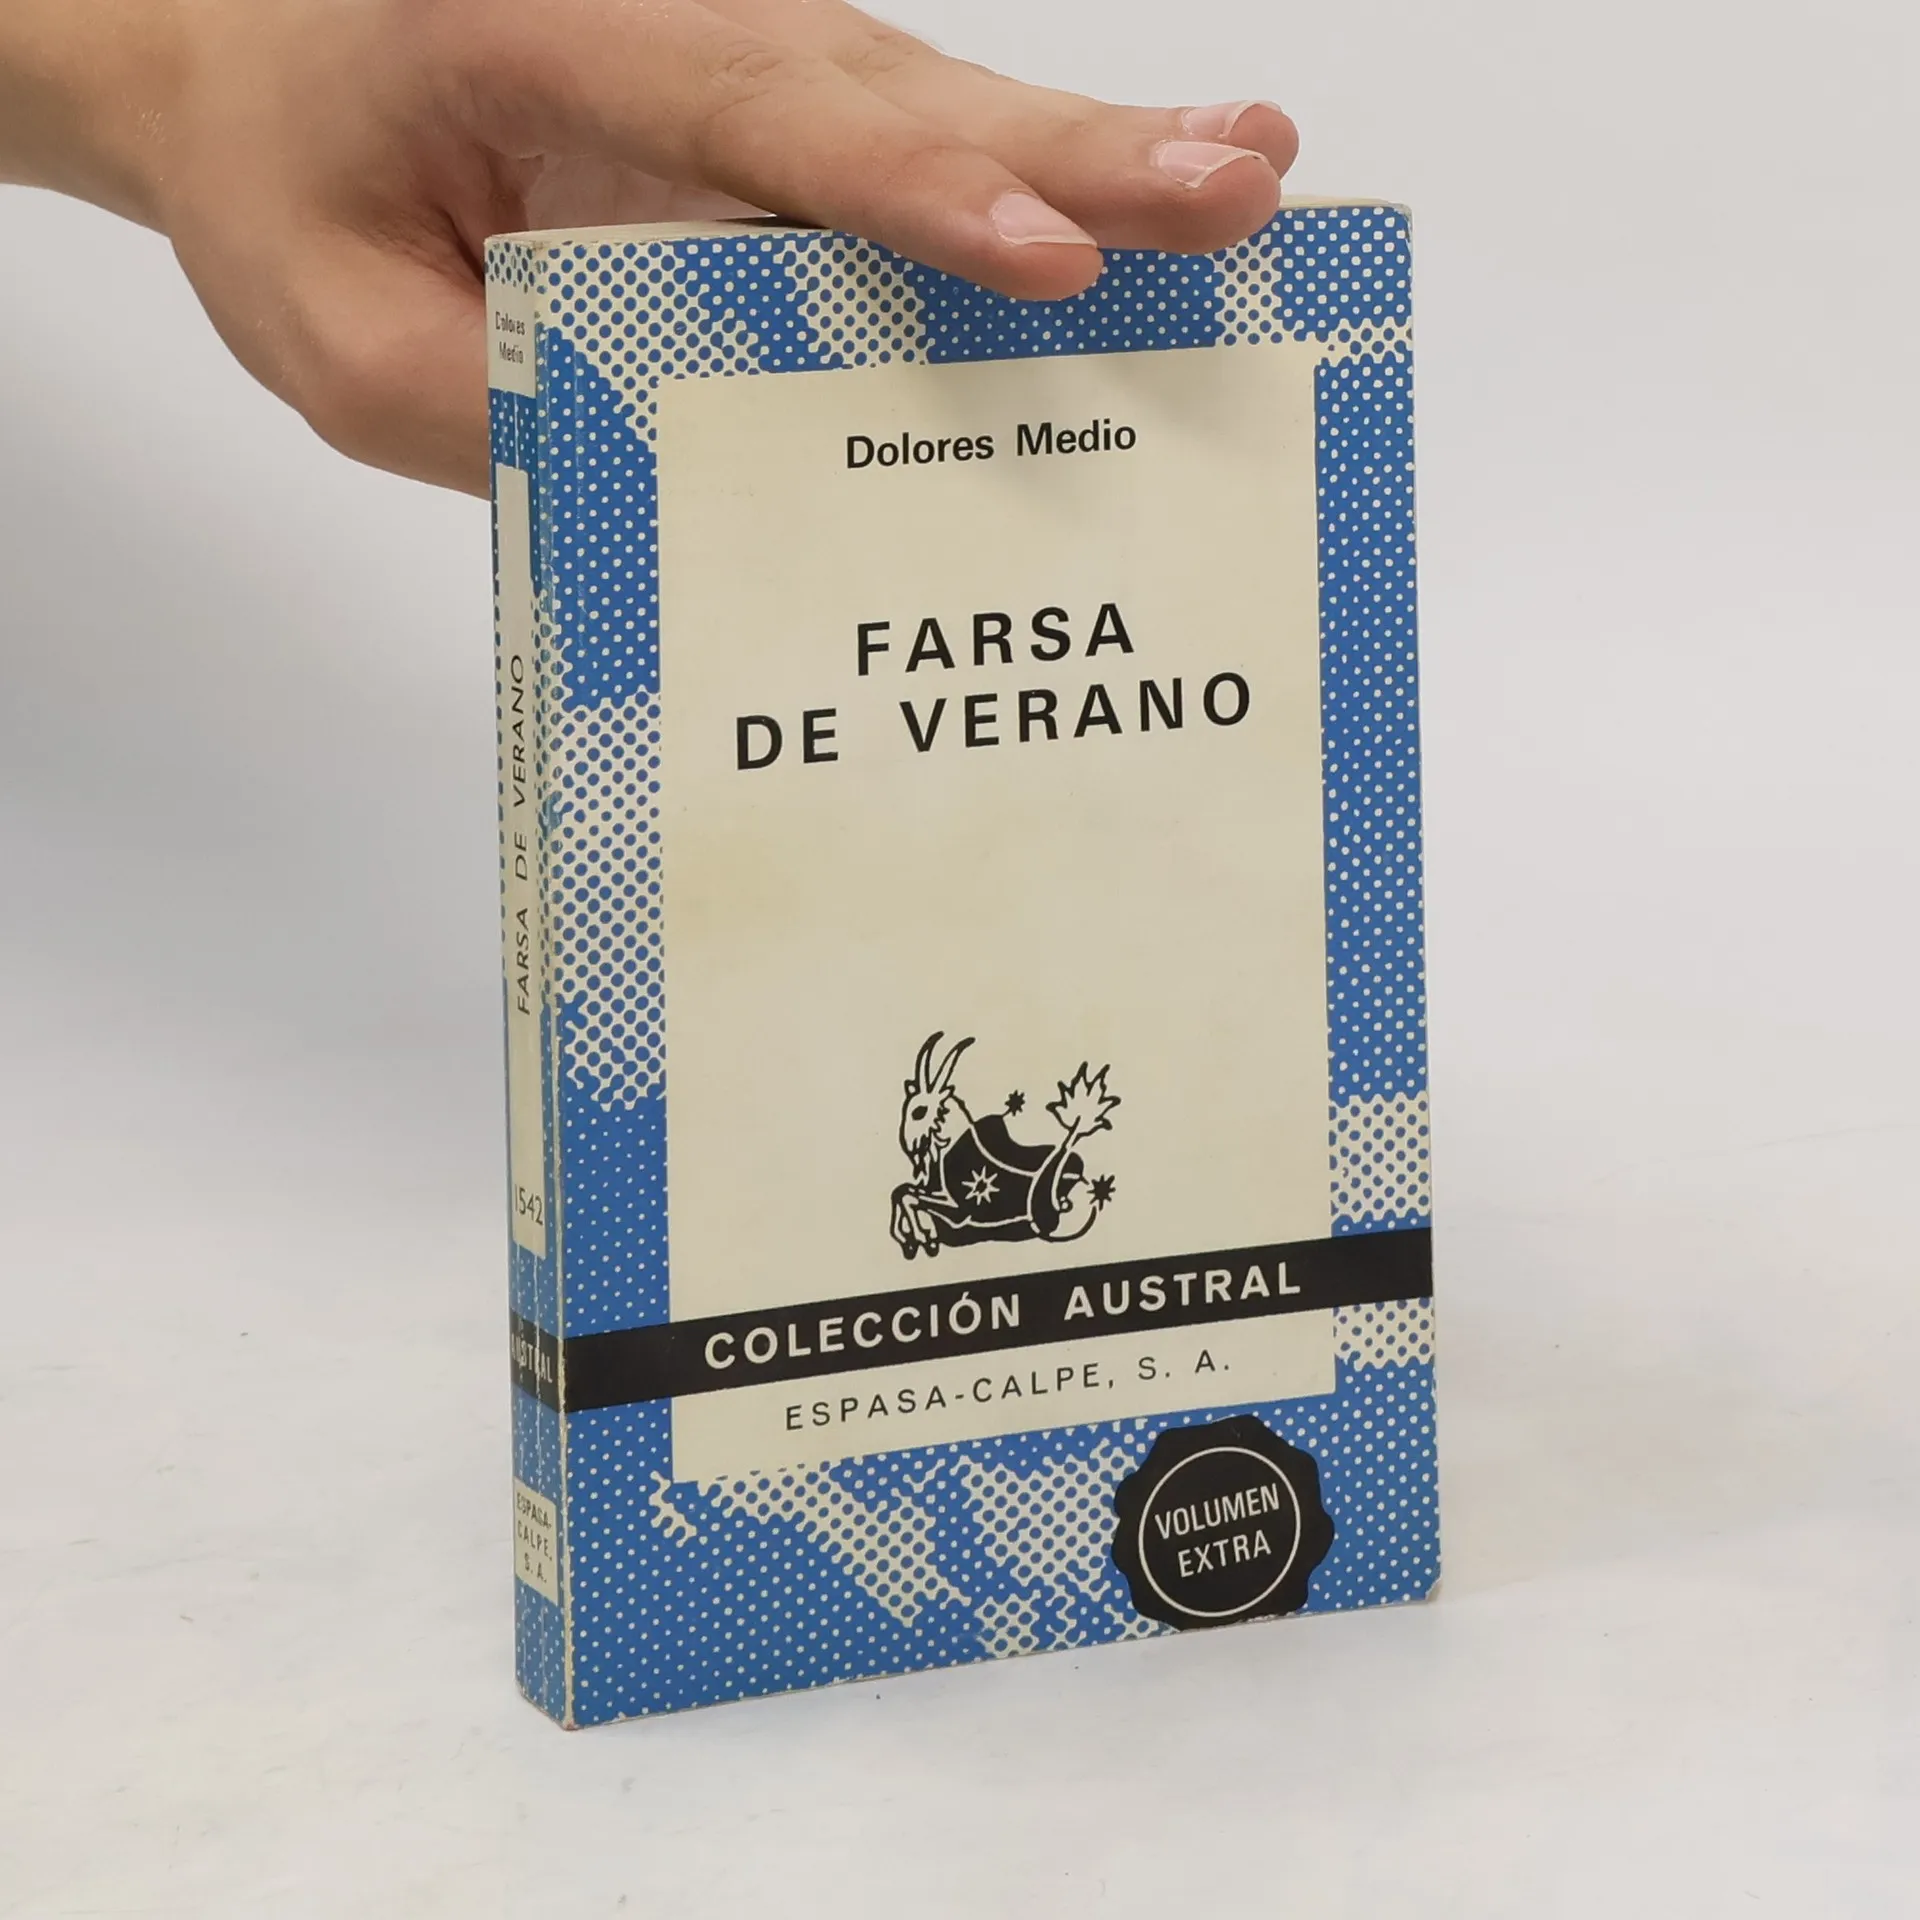 Dolores Medio
FARSA
DE VERANO
COLECCIÓN AUSTRAL
ESPASA-CALPE, S. A.
VOLUMEN
EXTRA
Dolores
Medio
FARSA DE VERANO
1542
AUSTRAL
ESPASA-
CALPE,
S. A.